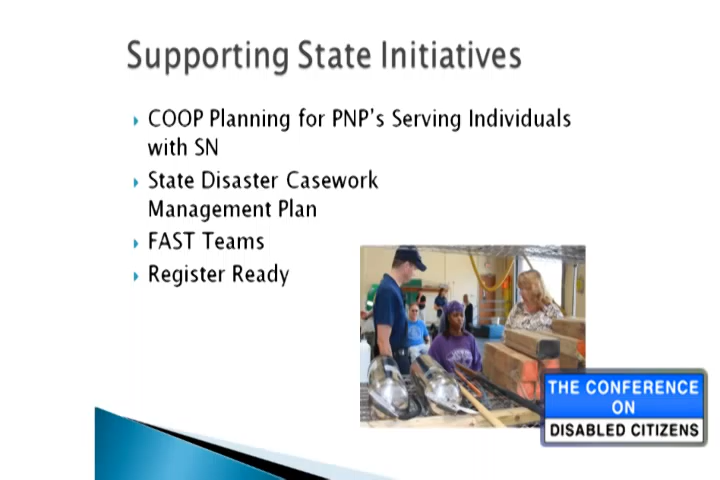 Supporting State Initiatives
COOP Planning for PNP's Serving Individuals
with SN
State Disaster Casework
Management Plan
FAST Teams
Register Ready
THE CONFERENCE
ON
DISABLED CITIZENS